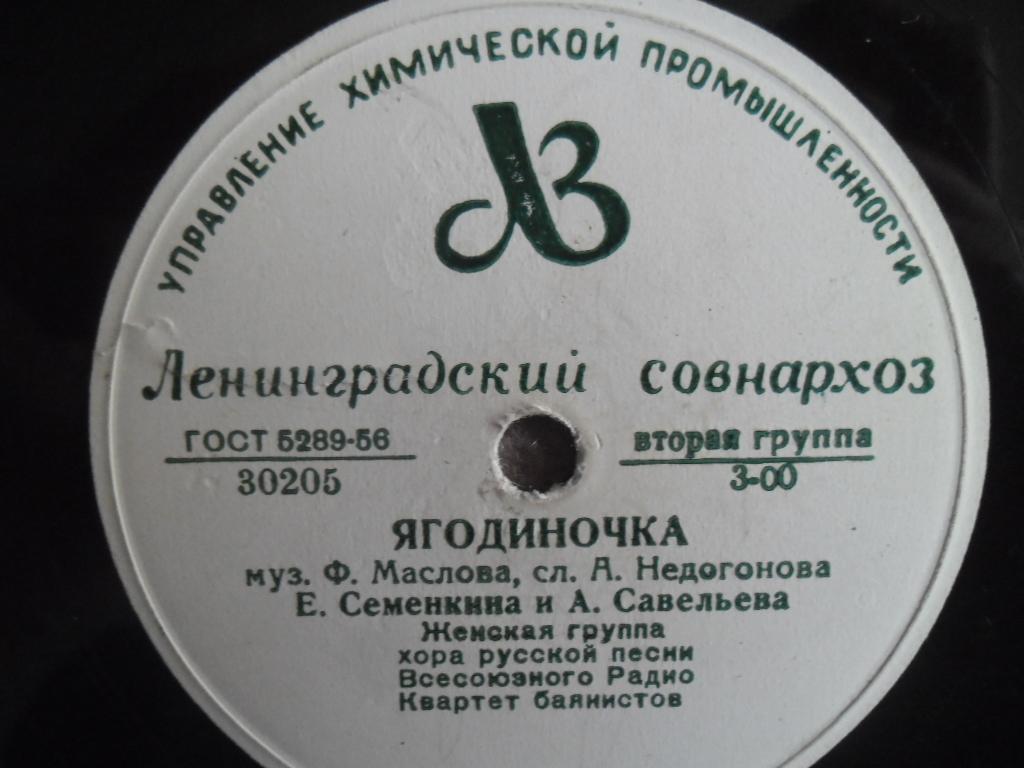 УПРАВЛЕНИЕ ХИМИЧЕСКОЙ ПРОМЫШЛЕННОСТИ
ЛЗ
Ленинградский совнархоз
ГОСТ 5289-56
30205
вторая группа
3-00
ЯГОДИНОЧКА
муз. Ф. Маслова, сл. А. Недогонова
Е. Семенкина и А. Савельева
Женская группа
хора русской песни
Всесоюзного Радио
Квартет баянистов